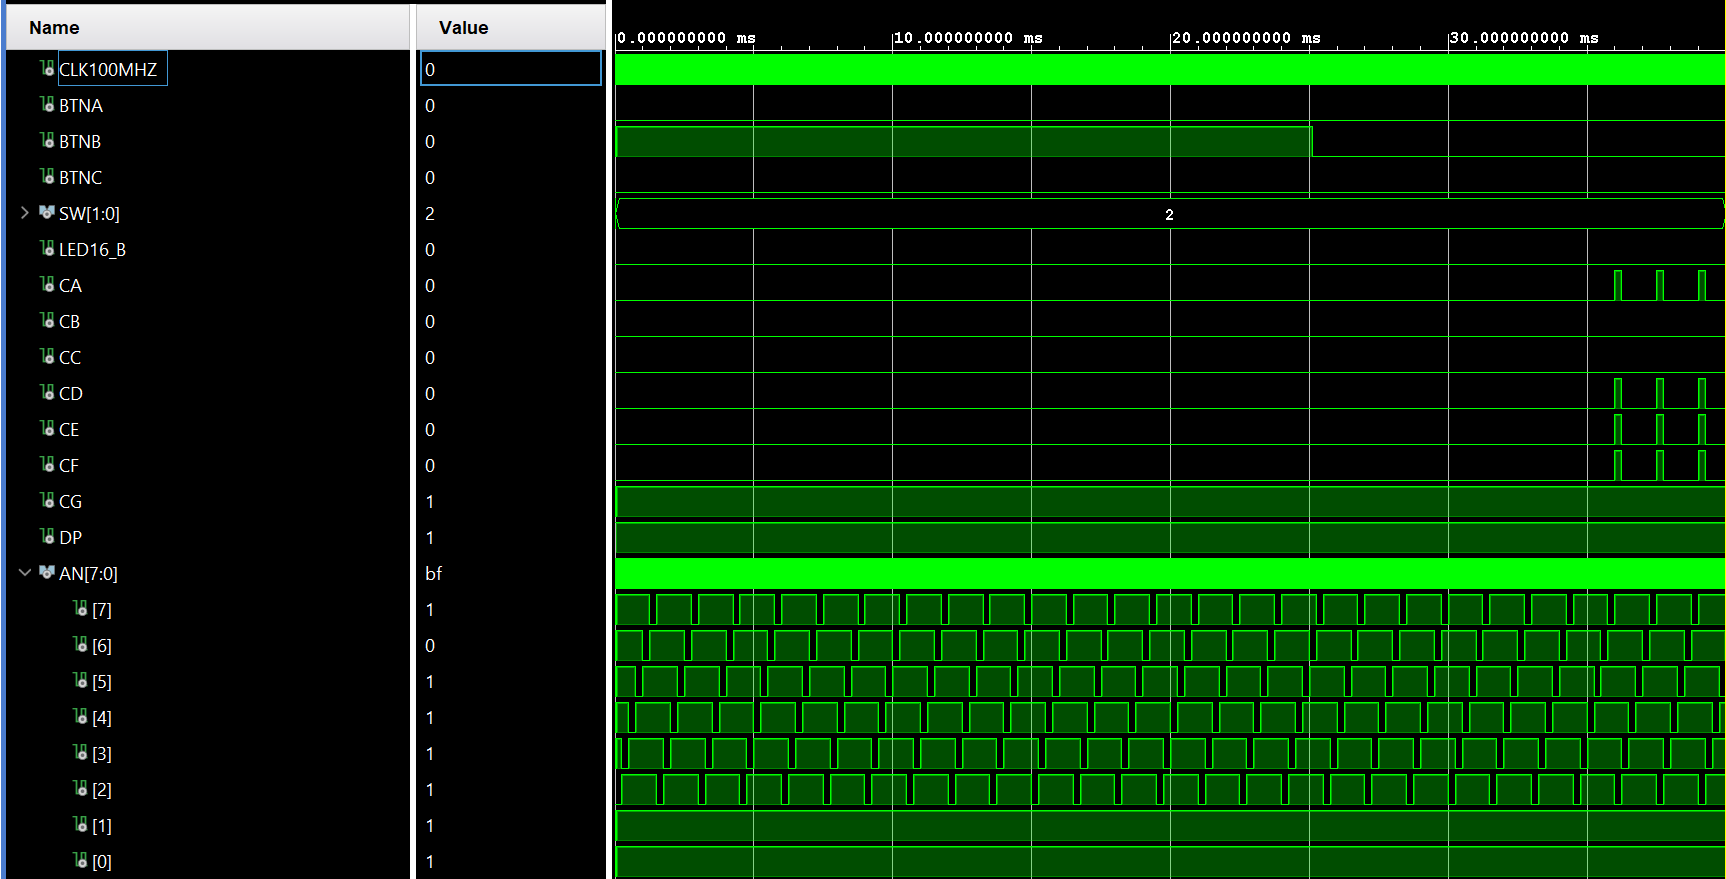 Name Value
0.000000000 ms 10.000000000 ms 20.000000000 ms 30.000000000 ms
CLK100MHZ 0
BTNA 0
BTNB 0
BTNC 0
SW[1:0] 2 2
LED16_B 0
CA 0
CB 0
CC 0
CD 0
CE 0
CF 0
CG 1
DP 1
AN[7:0] bf
[7] 1
[6] 0
[5] 1
[4] 1
[3] 1
[2] 1
[1] 1
[0] 1